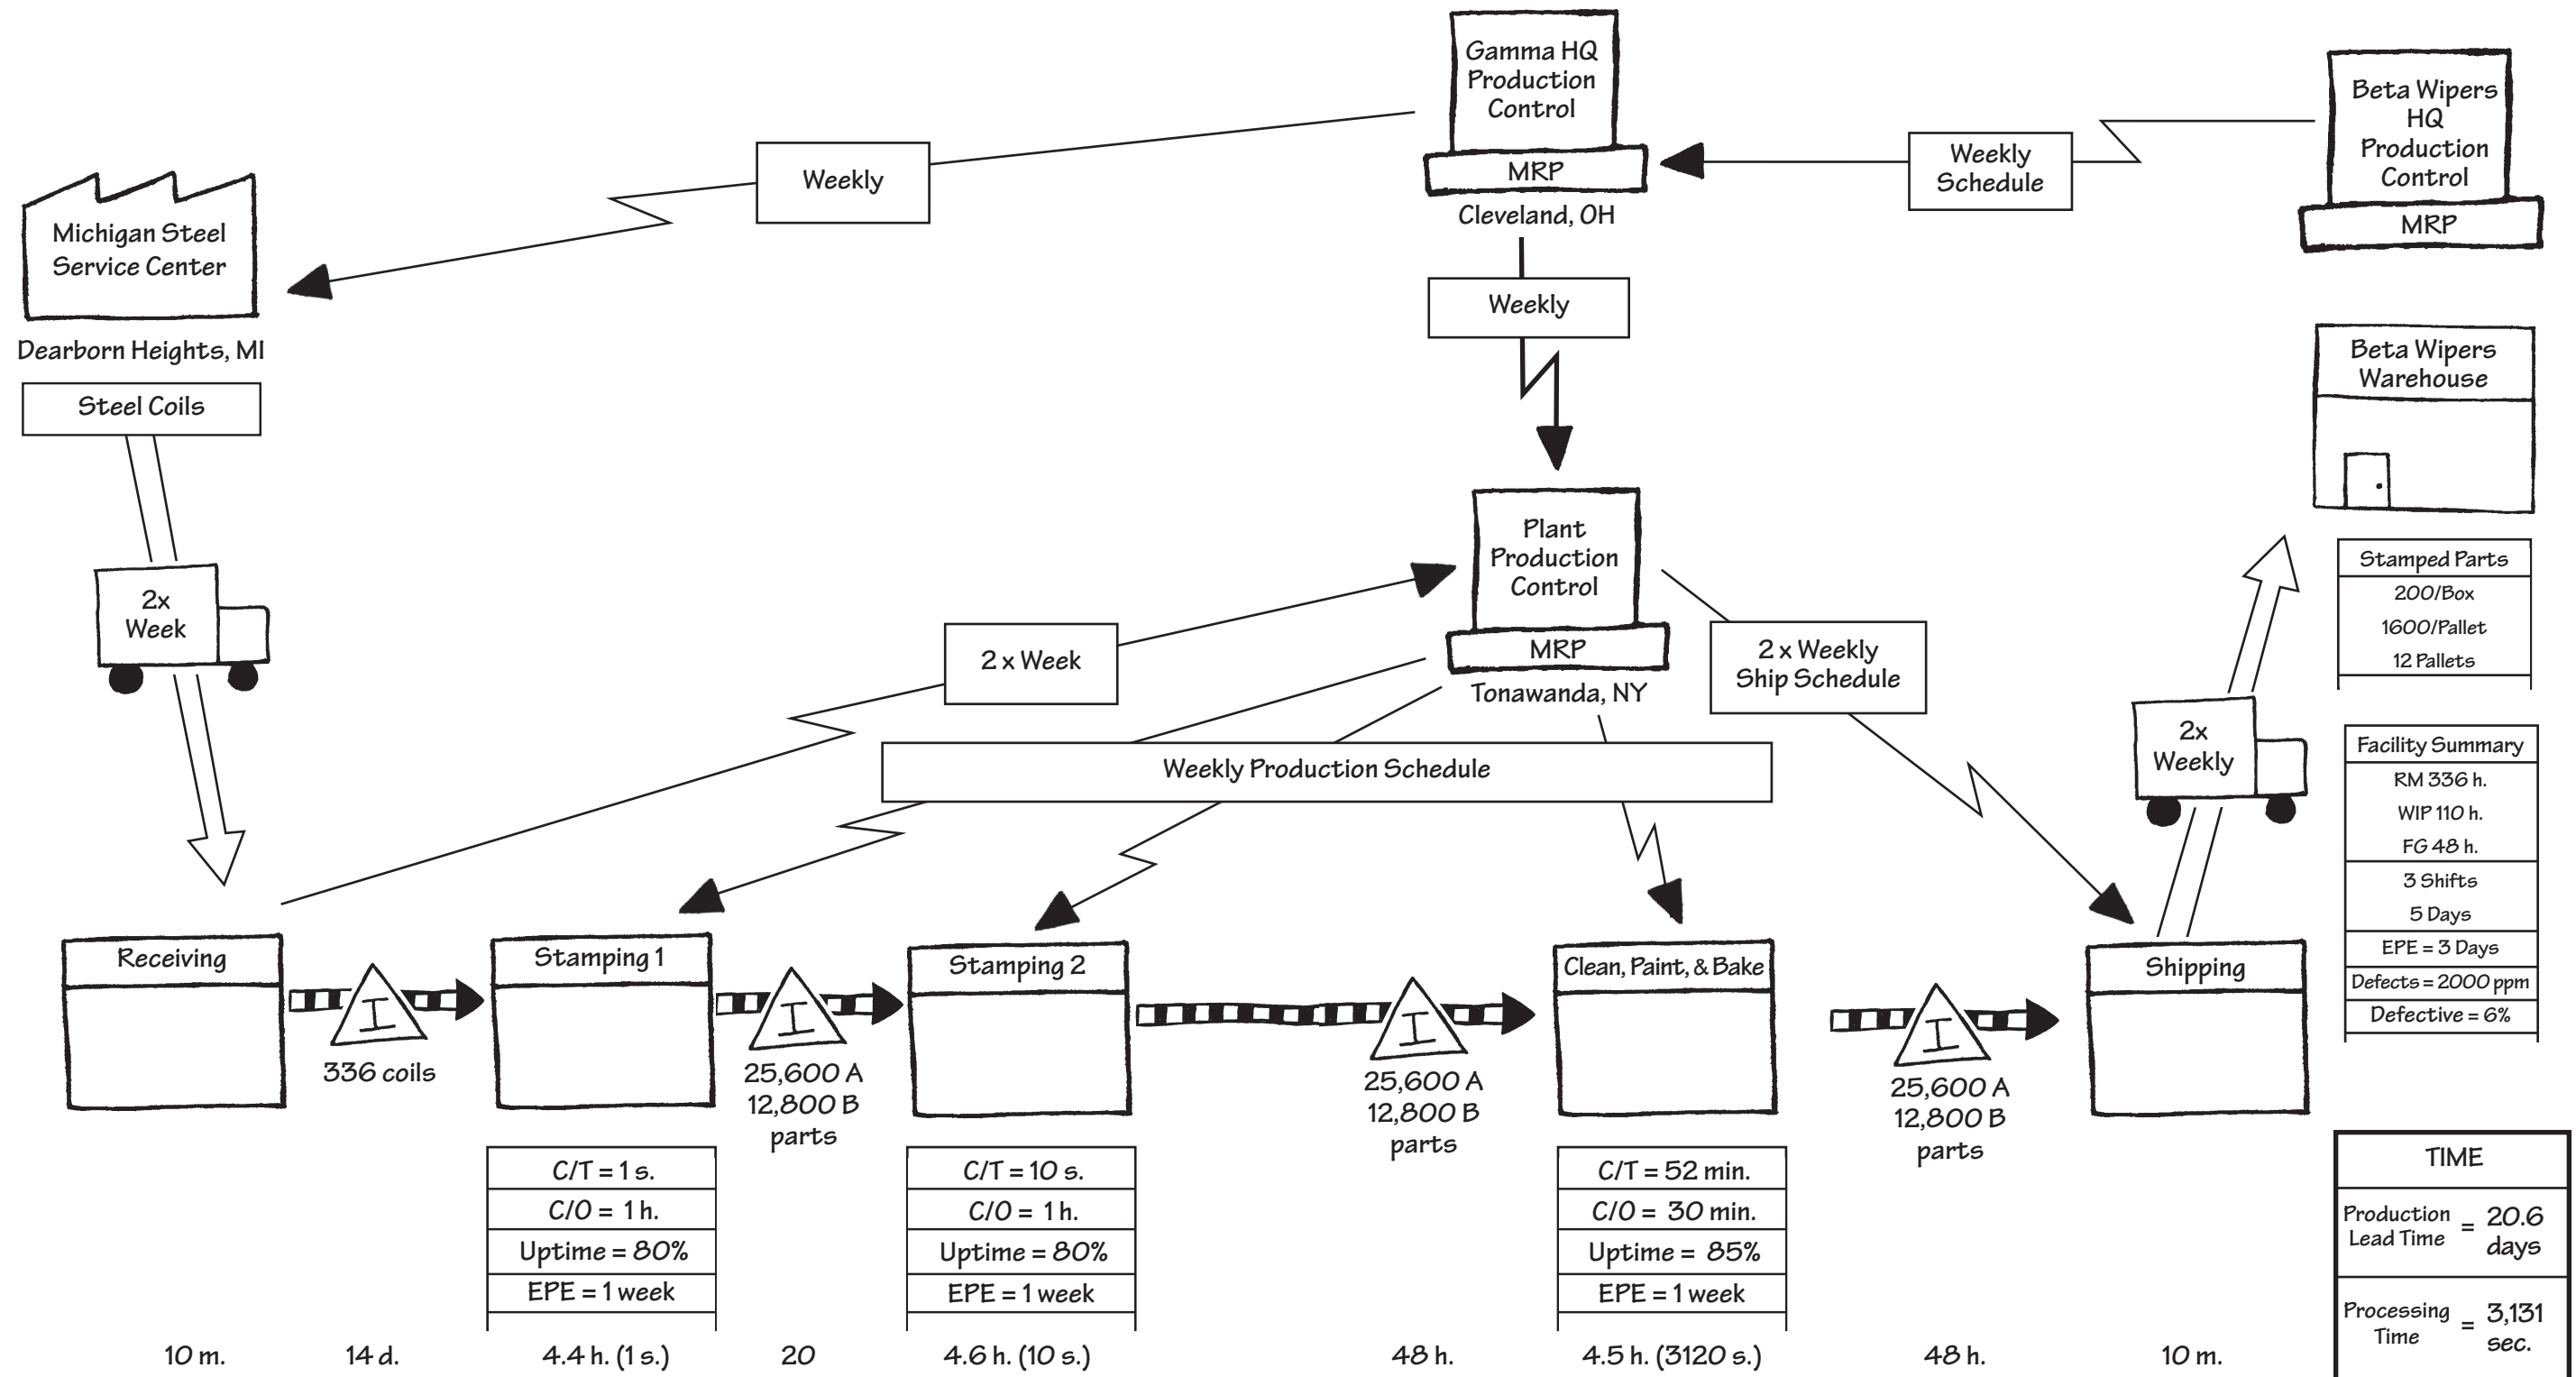 Gamma HQ
Production
Control
MRP
Cleveland, OH
Beta Wipers
HQ
Production
Control
MRP
Weekly
Schedule
Weekly
Michigan Steel
Service Center
Dearborn Heights, MI
Steel Coils
2x
Week
Weekly
Beta Wipers
Warehouse
Plant
Production
Control
MRP
Tonawanda, NY
2 x Week
2 x Weekly
Ship Schedule
Weekly Production Schedule
Stamped Parts
200/Box
1600/Pallet
12 Pallets
2x
Weekly
Facility Summary
RM 336 h.
WIP 110 h.
FG 48 h.
3 Shifts
5 Days
EPE = 3 Days
Defects = 2000 ppm
Defective = 6%
Receiving
I
336 coils
Stamping 1
I
25,600 A
12,800 B
parts
Stamping 2
I
25,600 A
12,800 B
parts
Clean, Paint, & Bake
I
25,600 A
12,800 B
parts
Shipping
C/T = 1 s.
C/O = 1 h.
Uptime = 80%
EPE = 1 week
C/T = 10 s.
C/O = 1 h.
Uptime = 80%
EPE = 1 week
C/T = 52 min.
C/O = 30 min.
Uptime = 85%
EPE = 1 week
TIME
Production
Lead Time = 20.6
days
Processing
Time = 3,131
sec.
10 m. 14 d. 4.4 h. (1 s.) 20 4.6 h. (10 s.) 48 h. 4.5 h. (3120 s.) 48 h. 10 m.